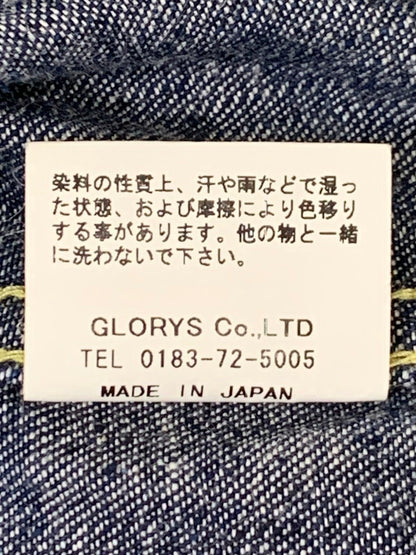 染料の性質上、汗や雨などで湿っ
た状態、および摩擦により色移り
する事があります。他の物と一緒
に洗わないで下さい。
GLORYS Co.,LTD
TEL 0183-72-5005
MADE IN JAPAN